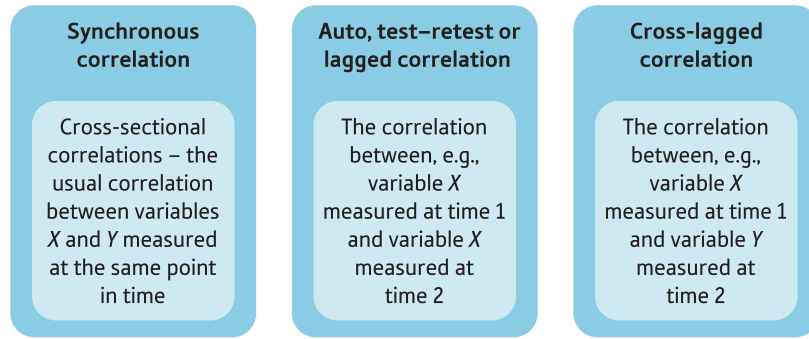 Synchronous
correlation
Cross-sectional
correlations – the
usual correlation
between variables
X and Y measured
at the same point
in time
Auto, test–retest or
lagged correlation
The correlation
between, e.g.,
variable X
measured at time 1
and variable X
measured at
time 2
Cross-lagged
correlation
The correlation
between, e.g.,
variable X
measured at time 1
and variable Y
measured at
time 2